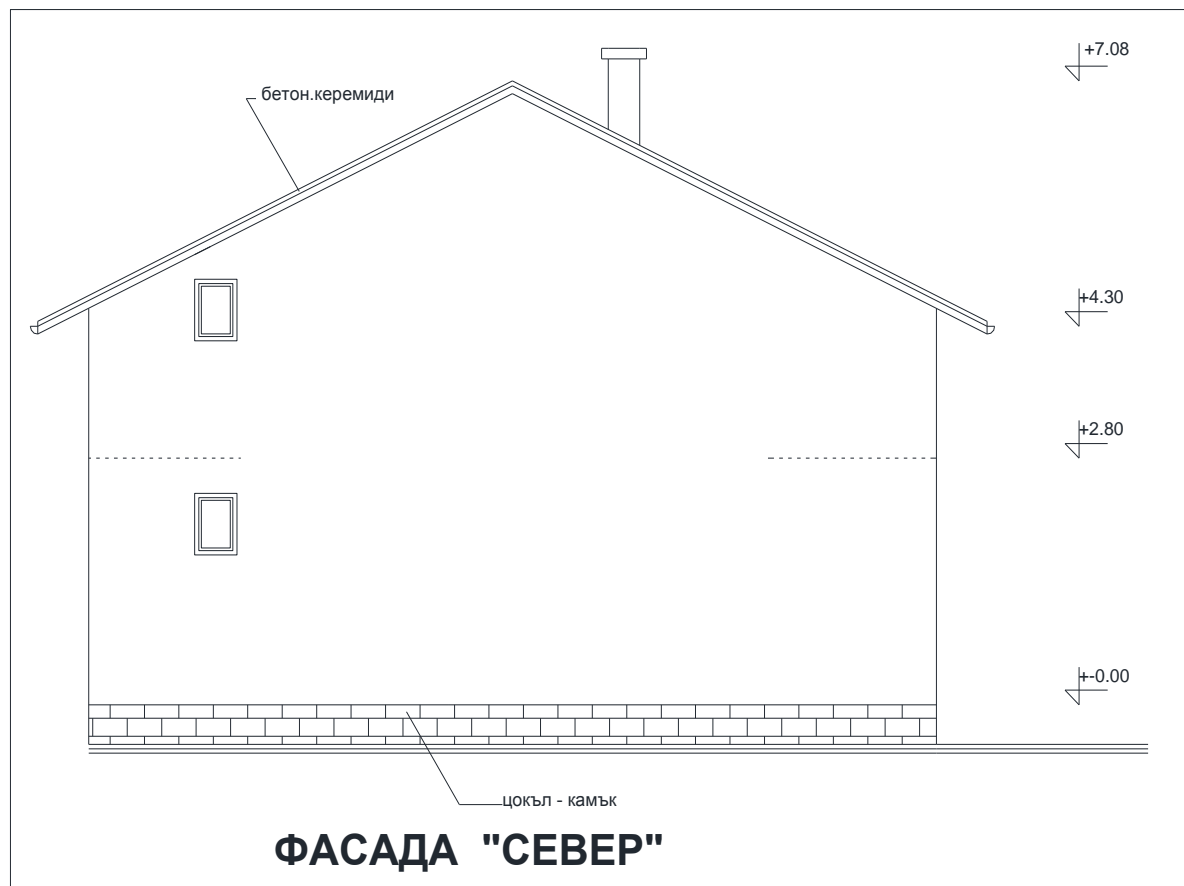 +7.08
бетон.керемиди
+4.30
+2.80
+-0.00
цокъл - камък
ФАСАДА "СЕВЕР"